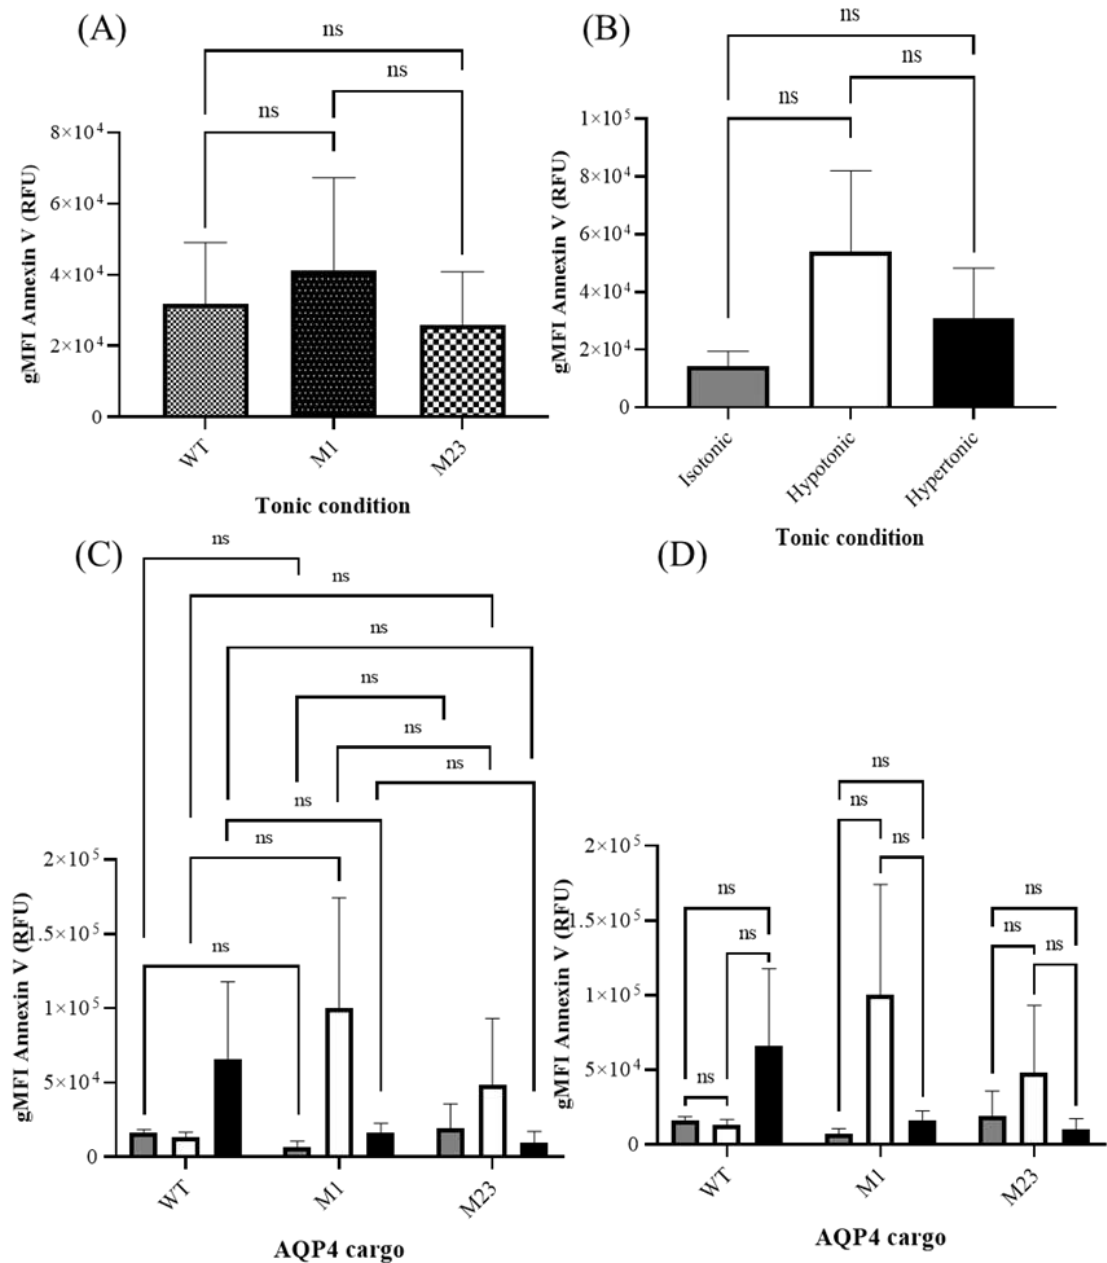 (A)
ns
ns
ns
8×10⁴
6×10⁴
4×10⁴
2×10⁴
0
gMFI Annexin V (RFU)
WT
M1
M23
Tonic condition
(B)
ns
ns
ns
1×10⁵
8×10⁴
6×10⁴
4×10⁴
2×10⁴
0
gMFI Annexin V (RFU)
Isotonic
Hypotonic
Hypertonic
Tonic condition
(C)
ns
ns
ns
ns
ns
ns
ns
ns
ns
2×10⁵
1.5×10⁵
1×10⁵
5×10⁴
0
gMFI Annexin V (RFU)
WT
M1
M23
AQP4 cargo
(D)
ns
ns
ns
ns
ns
ns
ns
ns
ns
2×10⁵
1.5×10⁵
1×10⁵
5×10⁴
0
gMFI Annexin V (RFU)
WT
M1
M23
AQP4 cargo